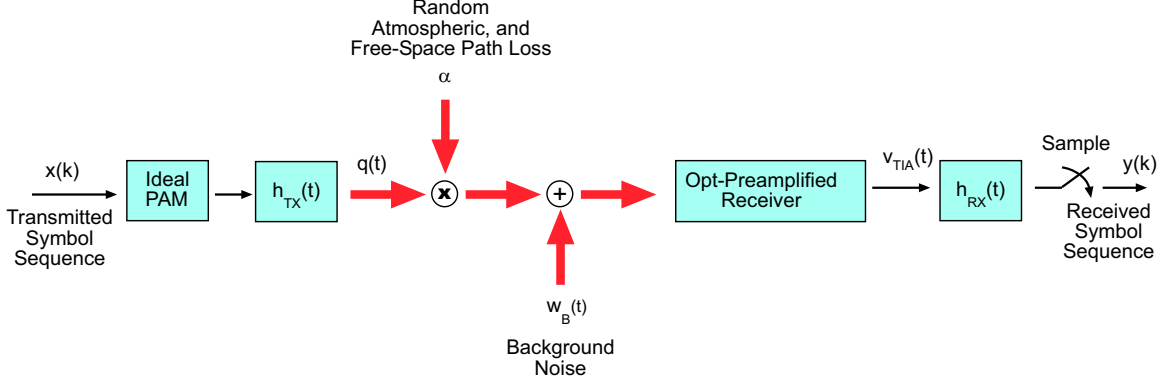 Random
Atmospheric, and
Free-Space Path Loss
α
x(k)
Transmitted
Symbol
Sequence
Ideal
PAM
h_TX(t)
q(t)
x
+
w_B(t)
Background
Noise
Opt-Preamplified
Receiver
v_TIA(t)
h_RX(t)
Sample
y(k)
Received
Symbol
Sequence